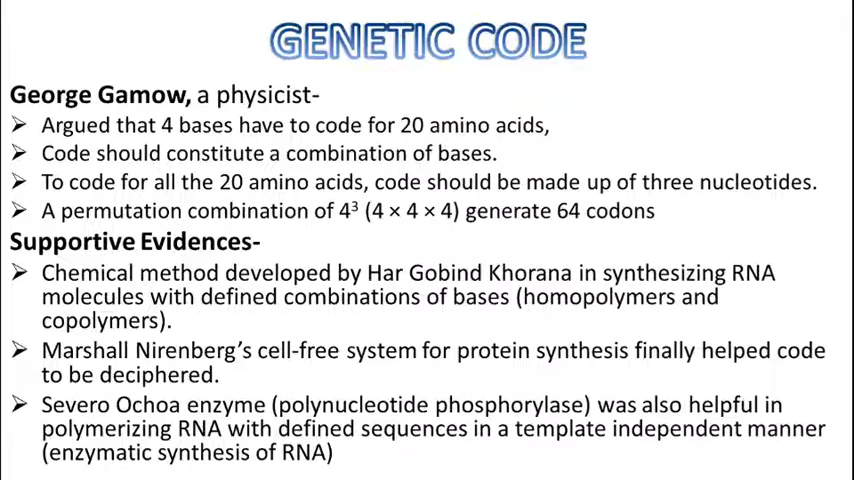 GENETIC CODE
George Gamow, a physicist-
➤ Argued that 4 bases have to code for 20 amino acids,
➤ Code should constitute a combination of bases.
➤ To code for all the 20 amino acids, code should be made up of three nucleotides.
➤ A permutation combination of 4³ (4 × 4 × 4) generate 64 codons
Supportive Evidences-
➤ Chemical method developed by Har Gobind Khorana in synthesizing RNA
molecules with defined combinations of bases (homopolymers and
copolymers).
➤ Marshall Nirenberg’s cell-free system for protein synthesis finally helped code
to be deciphered.
➤ Severo Ochoa enzyme (polynucleotide phosphorylase) was also helpful in
polymerizing RNA with defined sequences in a template independent manner
(enzymatic synthesis of RNA)